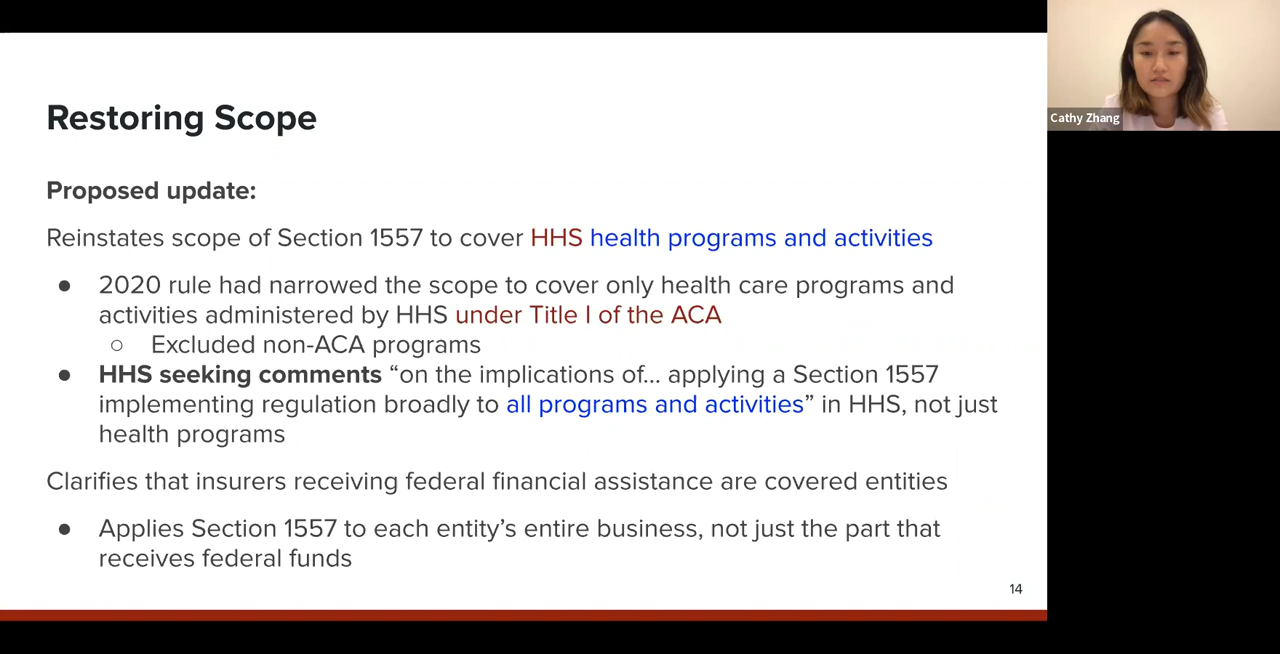 Restoring Scope
Proposed update:
Reinstates scope of Section 1557 to cover HHS health programs and activities
● 2020 rule had narrowed the scope to cover only health care programs and
activities administered by HHS under Title I of the ACA
○ Excluded non-ACA programs
● HHS seeking comments “on the implications of... applying a Section 1557
implementing regulation broadly to all programs and activities” in HHS, not just
health programs
Clarifies that insurers receiving federal financial assistance are covered entities
● Applies Section 1557 to each entity’s entire business, not just the part that
receives federal funds
14
Cathy Zhang